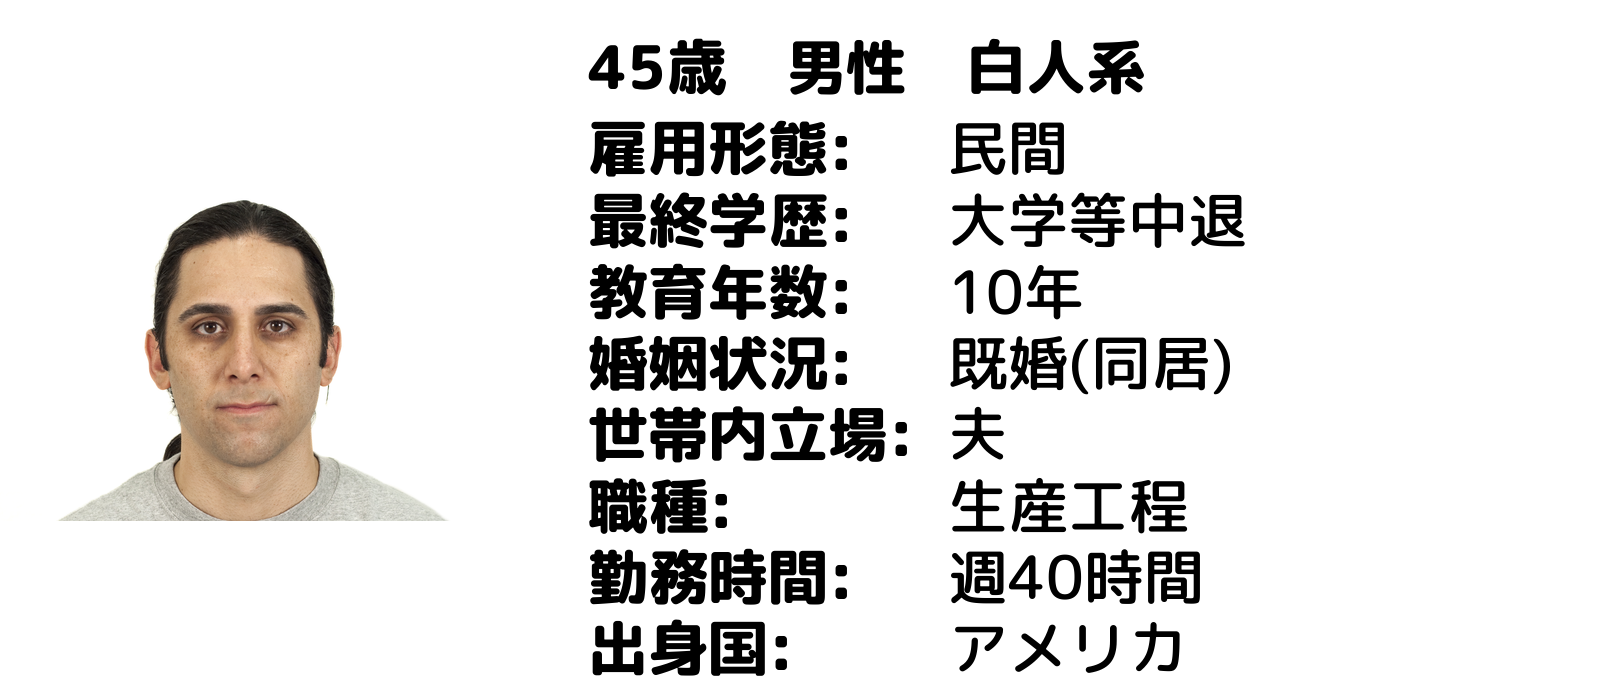 45歳　男性　白人系
雇用形態:　民間
最終学歴:　大学等中退
教育年数:　10年
婚姻状況:　既婚(同居)
世帯内立場:　夫
職種:　生産工程
勤務時間:　週40時間
出身国:　アメリカ